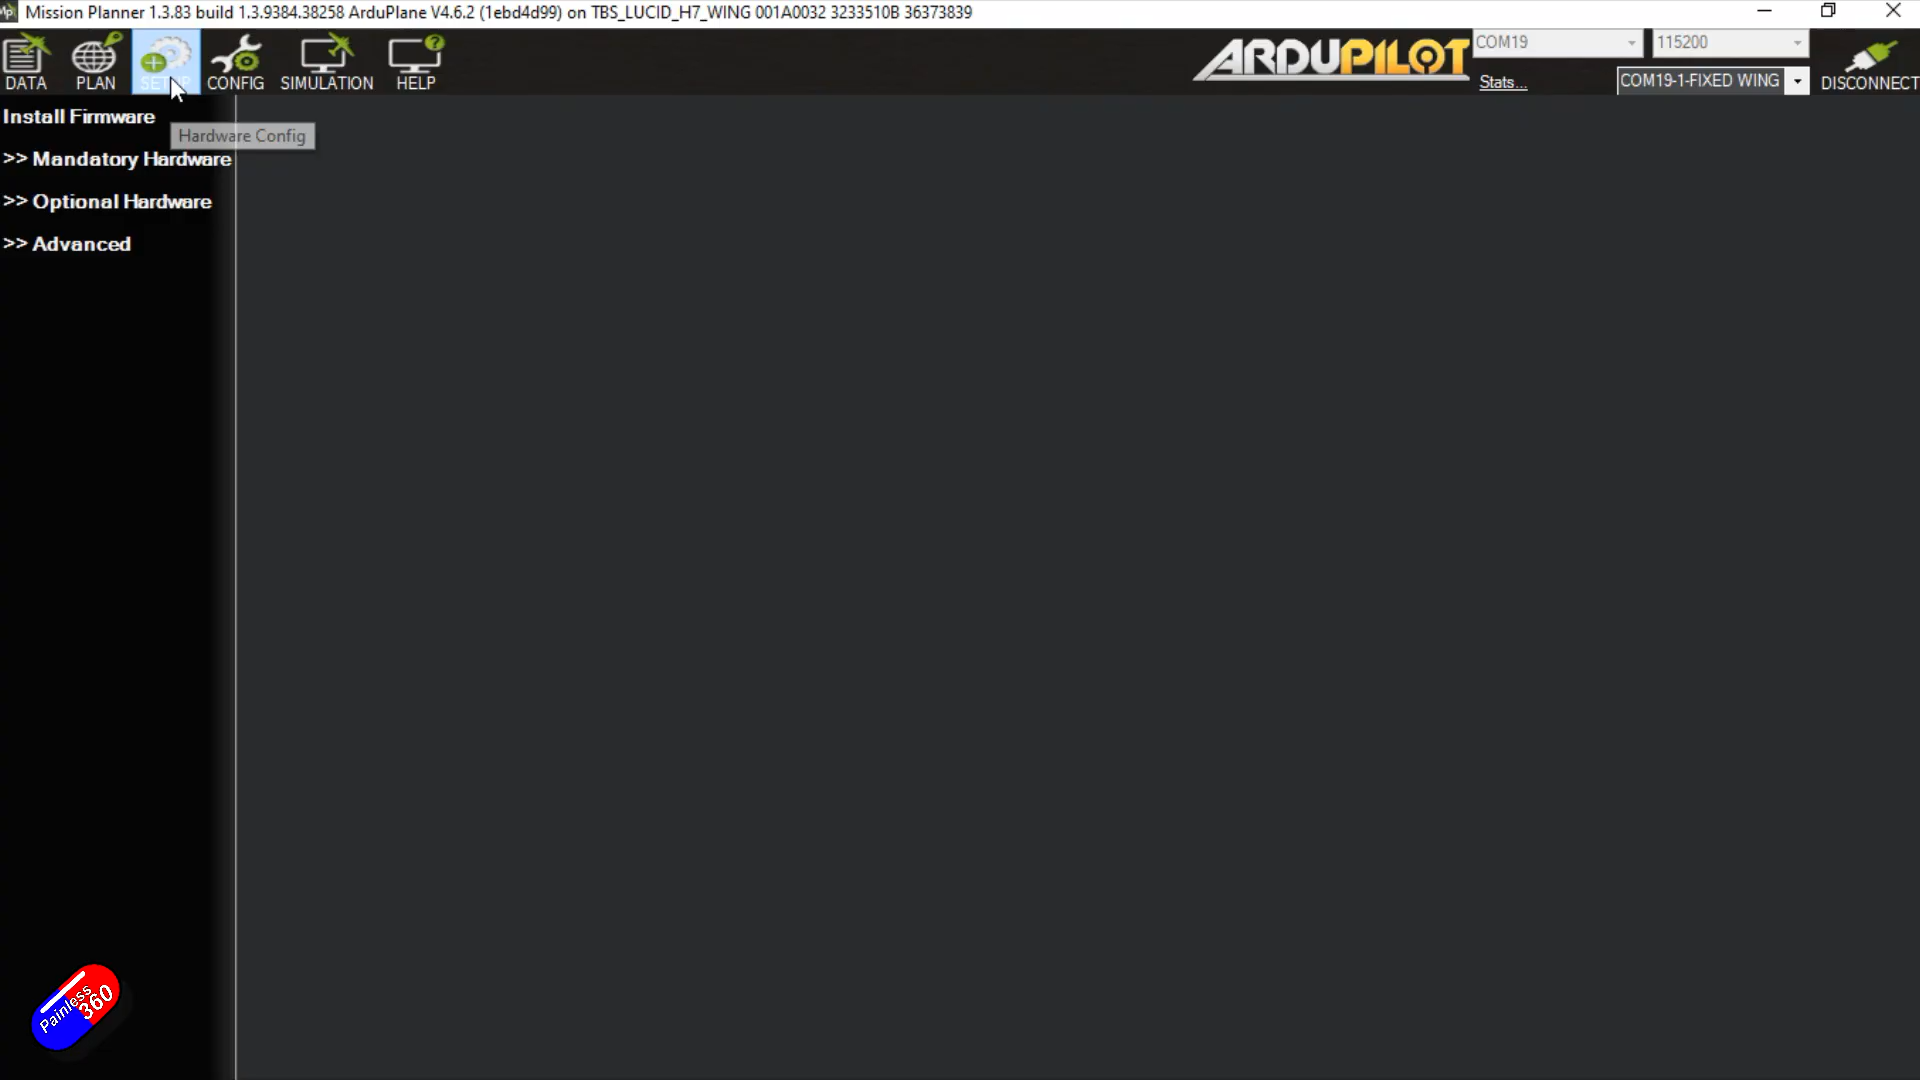 Mission Planner 1.3.83 build 1.3.9384.38258 ArduPlane V4.6.2 (1ebd4d99) on TBS_LUCID_H7_WING 001A0032 3233510B 36373839
DATA PLAN SETUP CONFIG SIMULATION HELP
ARDUPILOT
COM19 115200
Stats... COM19-1-FIXED WING DISCONNECT
Install Firmware
Hardware Config
>> Mandatory Hardware
>> Optional Hardware
>> Advanced
Painless
360